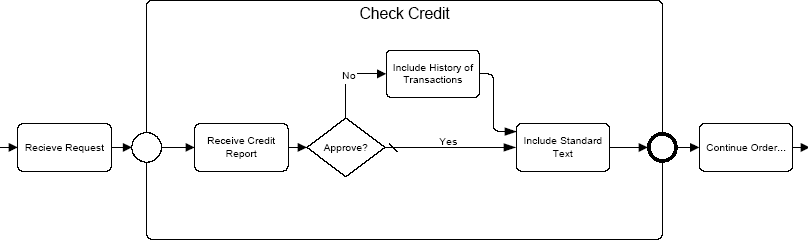 Check Credit
Include History of
Transactions
No
Recieve Request
Receive Credit
Report
Approve?
Yes
Include Standard
Text
Continue Order...